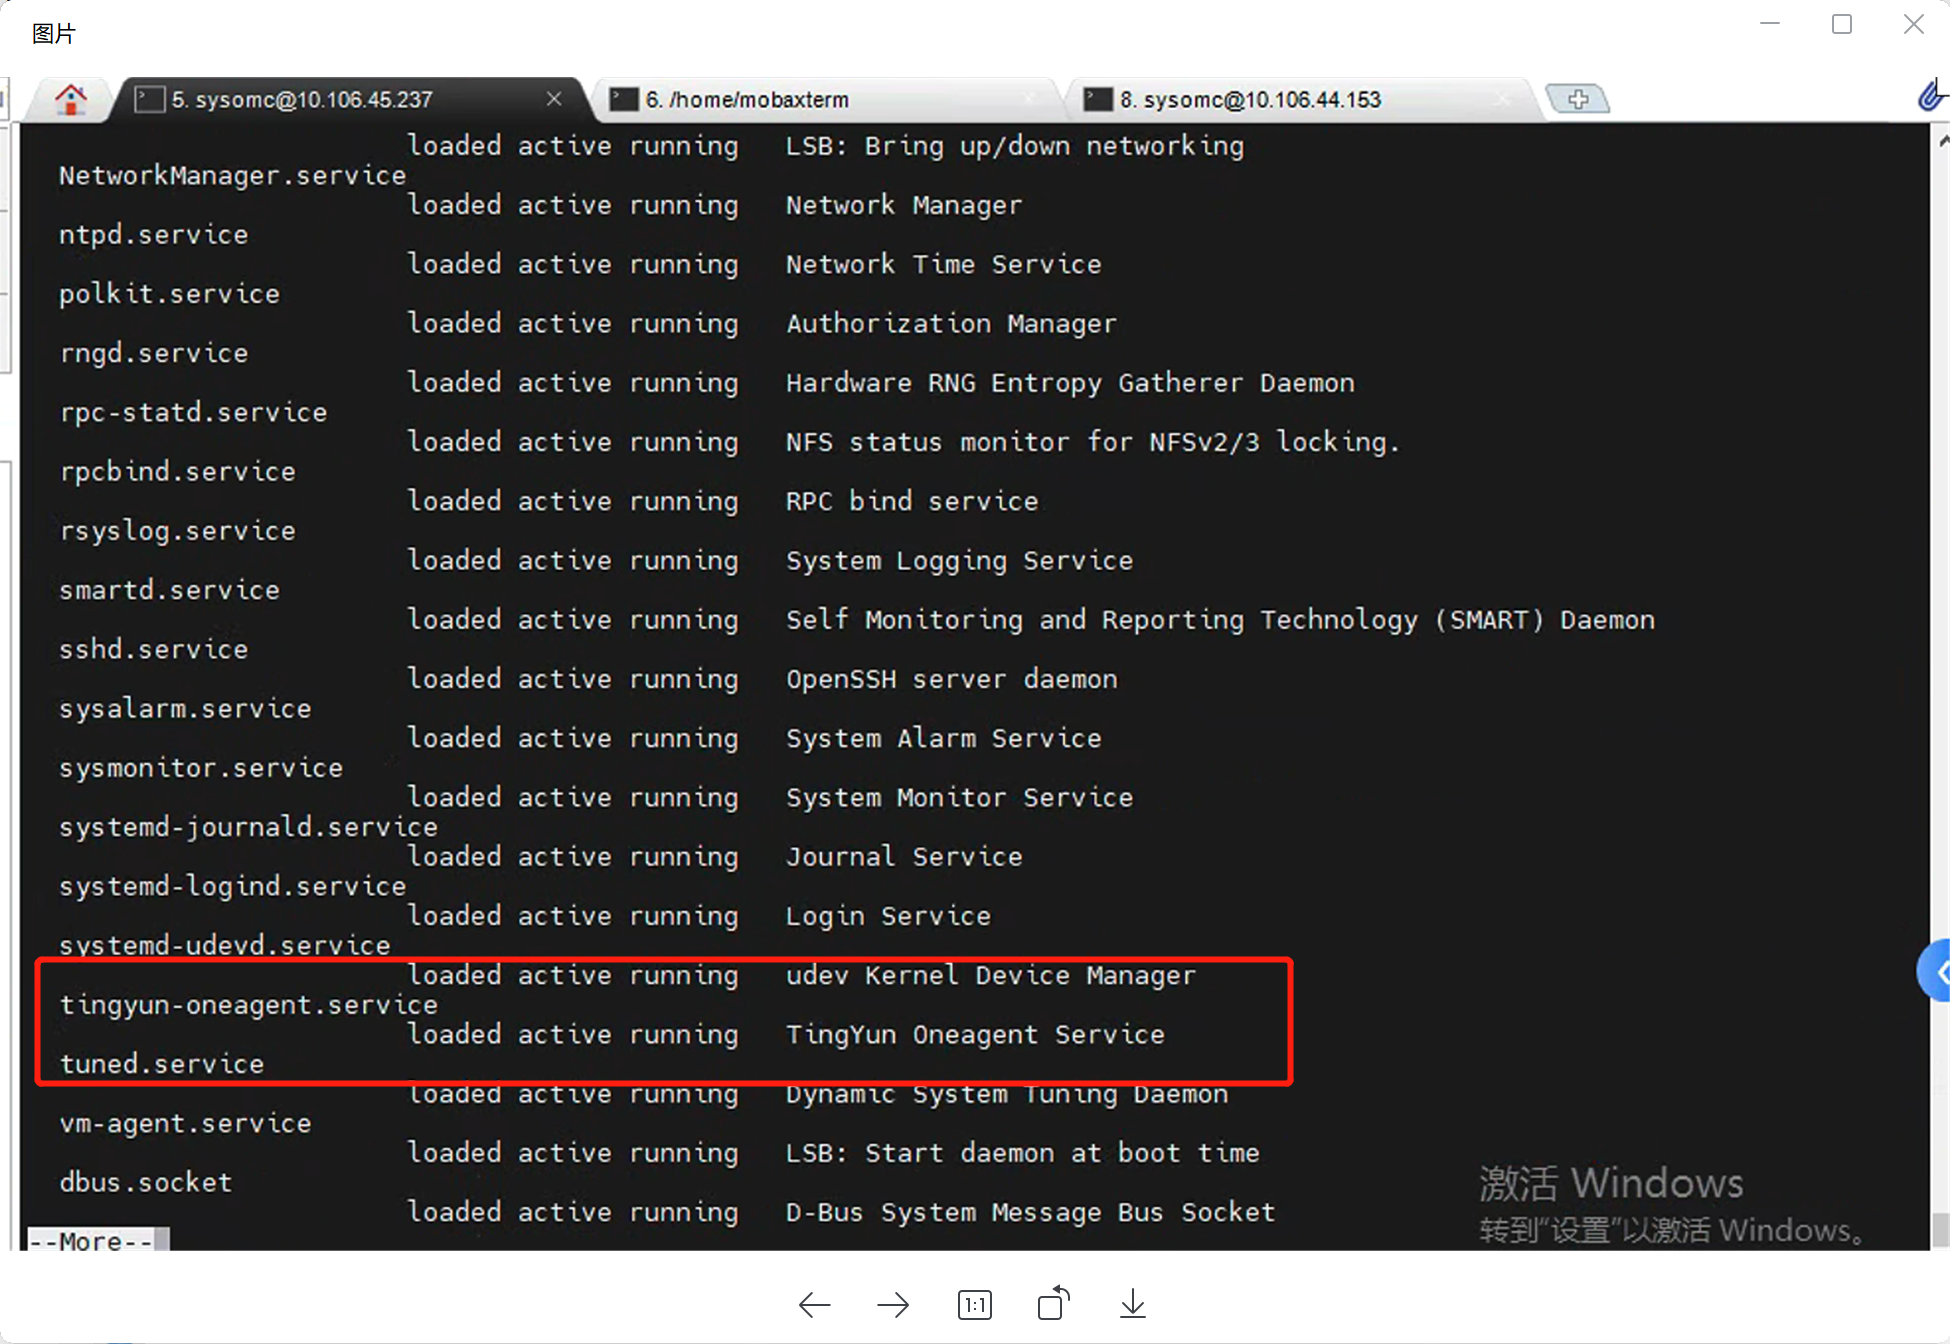 图片
5. sysomc@10.106.45.237
6. /home/mobaxterm
8. sysomc@10.106.44.153
loaded active running LSB: Bring up/down networking
NetworkManager.service
loaded active running Network Manager
ntpd.service
loaded active running Network Time Service
polkit.service
loaded active running Authorization Manager
rngd.service
loaded active running Hardware RNG Entropy Gatherer Daemon
rpc-statd.service
loaded active running NFS status monitor for NFSv2/3 locking.
rpcbind.service
loaded active running RPC bind service
rsyslog.service
loaded active running System Logging Service
smartd.service
loaded active running Self Monitoring and Reporting Technology (SMART) Daemon
sshd.service
loaded active running OpenSSH server daemon
sysalarm.service
loaded active running System Alarm Service
sysmonitor.service
loaded active running System Monitor Service
systemd-journald.service
loaded active running Journal Service
systemd-logind.service
loaded active running Login Service
systemd-udevd.service
loaded active running udev Kernel Device Manager
tingyun-oneagent.service
loaded active running TingYun Oneagent Service
tuned.service
loaded active running Dynamic System Tuning Daemon
vm-agent.service
loaded active running LSB: Start daemon at boot time
dbus.socket
loaded active running D-Bus System Message Bus Socket
--More--
激活 Windows
转到“设置”以激活 Windows。
1:1